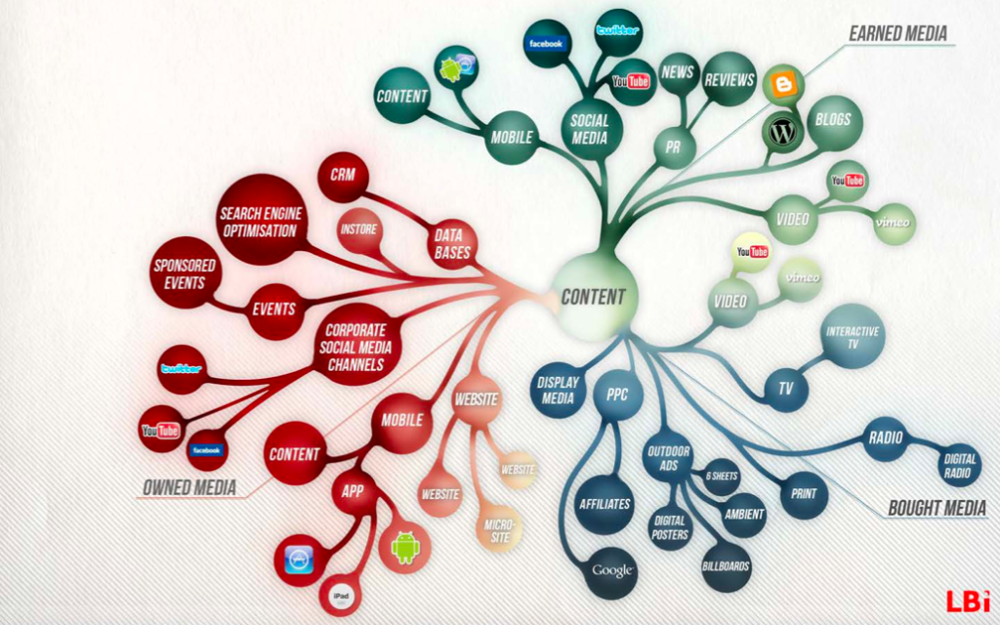 EARNED MEDIA
facebook
twitter
YouTube
NEWS
REVIEWS
CONTENT
MOBILE
SOCIAL
MEDIA
PR
BLOGS
YouTube
VIDEO
vimeo
CRM
SEARCH ENGINE
OPTIMISATION
INSTORE
DATA
BASES
SPONSORED
EVENTS
EVENTS
CORPORATE
SOCIAL MEDIA
CHANNELS
twitter
YouTube
facebook
CONTENT
YouTube
vimeo
VIDEO
INTERACTIVE
TV
TV
DISPLAY
MEDIA
PPC
WEBSITE
MOBILE
CONTENT
OWNED MEDIA
APP
WEBSITE
WEBSITE
MICRO-
SITE
iPad
OUTDOOR
ADS
6 SHEETS
AFFILIATES
DIGITAL
POSTERS
AMBIENT
BILLBOARDS
Google
PRINT
RADIO
DIGITAL
RADIO
BOUGHT MEDIA
LBi